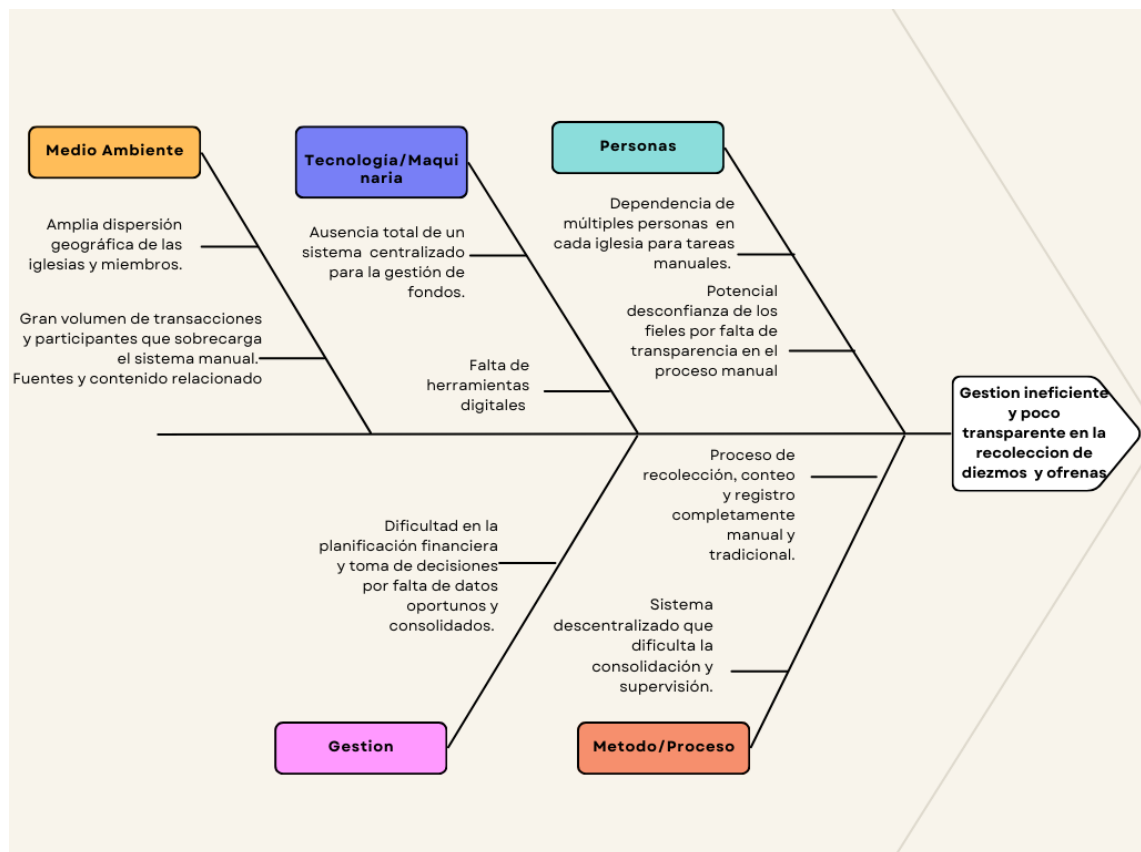 Medio Ambiente
Tecnología/Maqui
naria
Personas
Amplia dispersión
geográfica de las
iglesias y miembros.
Gran volumen de transacciones
y participantes que sobrecarga
el sistema manual.
Fuentes y contenido relacionado
Ausencia total de un
sistema centralizado
para la gestión de
fondos.
Falta de
herramientas
digitales
Dependencia de
múltiples personas en
cada iglesia para tareas
manuales.
Potencial
desconfianza de los
fieles por falta de
transparencia en el
proceso manual
Gestion ineficiente
y poco
transparente en la
recoleccion de
diezmos y ofrenas
Dificultad en la
planificación financiera
y toma de decisiones
por falta de datos
oportunos y
consolidados.
Proceso de
recolección, conteo
y registro
completamente
manual y
tradicional.
Sistema
descentralizado que
dificulta la
consolidación y
supervisión.
Gestion
Metodo/Proceso